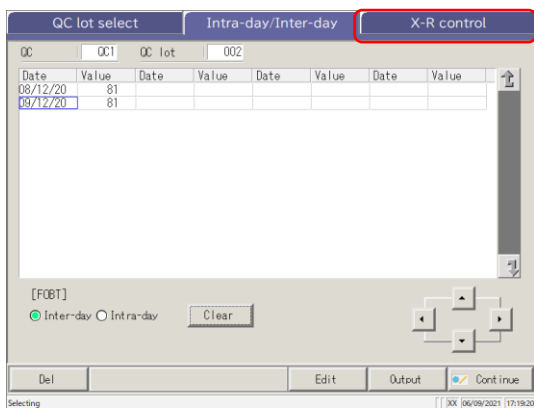 QC lot select Intra-day/Inter-day X-R control
QC QC1 QC lot 002
Date Value Date Value Date Value Date Value
08/12/20 81
09/12/20 81
[FOBT]
Inter-day Intra-day Clear
Del Edit Output Continue
Selecting XX 06/09/2021 17:19:20